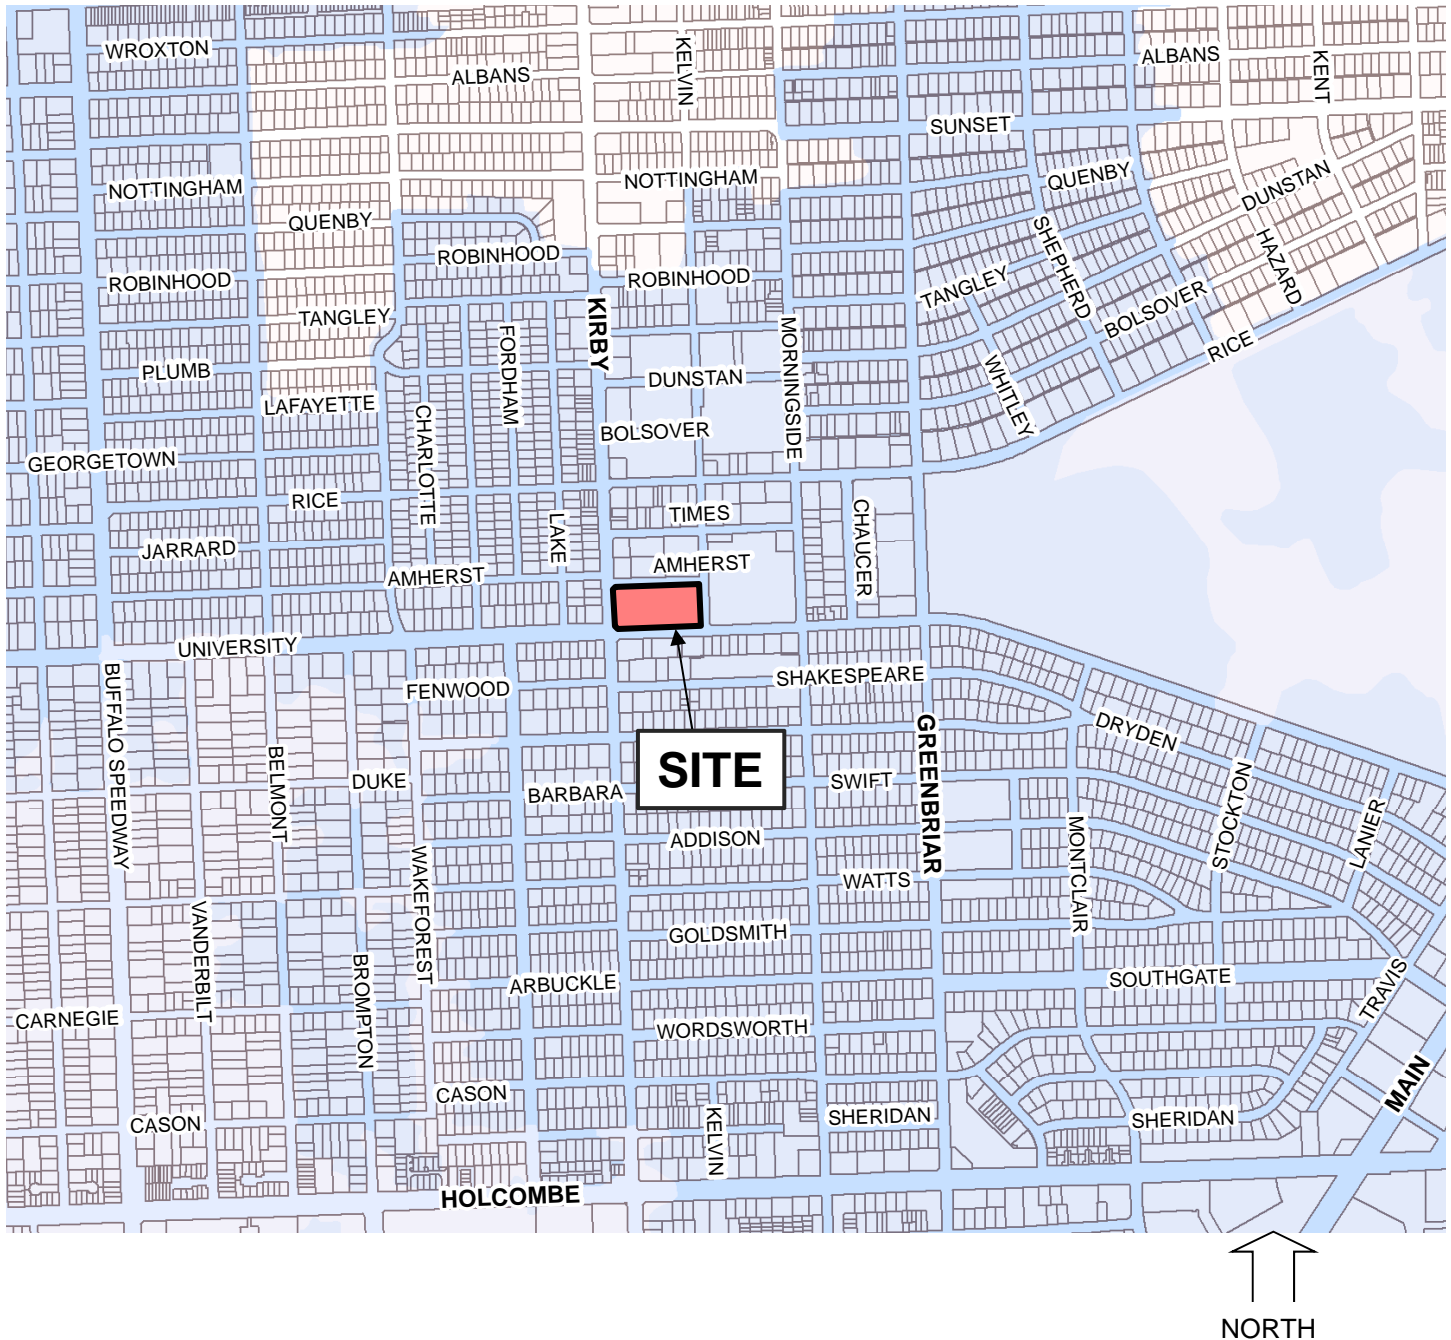 WROXTON
ALBANS
KELVIN
ALBANS
KENT
SUNSET
NOTTINGHAM
NOTTINGHAM
QUENBY
DUNSTAN
QUENBY
ROBINHOOD
SHEPHERD
HAZARD
ROBINHOOD
ROBINHOOD
TANGLEY
TANGLEY
KIRBY
BOLSOVER
FORDHAM
MORNINGSIDE
RICE
PLUMB
DUNSTAN
WHITLEY
LAFAYETTE
CHARLOTTE
BOLSOVER
GEORGETOWN
RICE
TIMES
LAKE
CHAUCER
JARRARD
AMHERST
AMHERST
UNIVERSITY
SHAKESPEARE
FENWOOD
BUFFALO SPEEDWAY
GREENBRIAR
DRYDEN
BELMONT
SITE
DUKE
BARBARA
SWIFT
STOCKTON
LANIER
ADDISON
MONTCLAIR
WAKEFOREST
WATTS
VANDERBILT
GOLDSMITH
BROMPTON
ARBUCKLE
SOUTHGATE
TRAVIS
CARNEGIE
WORDSWORTH
MAIN
CASON
CASON
KELVIN
SHERIDAN
SHERIDAN
HOLCOMBE
NORTH